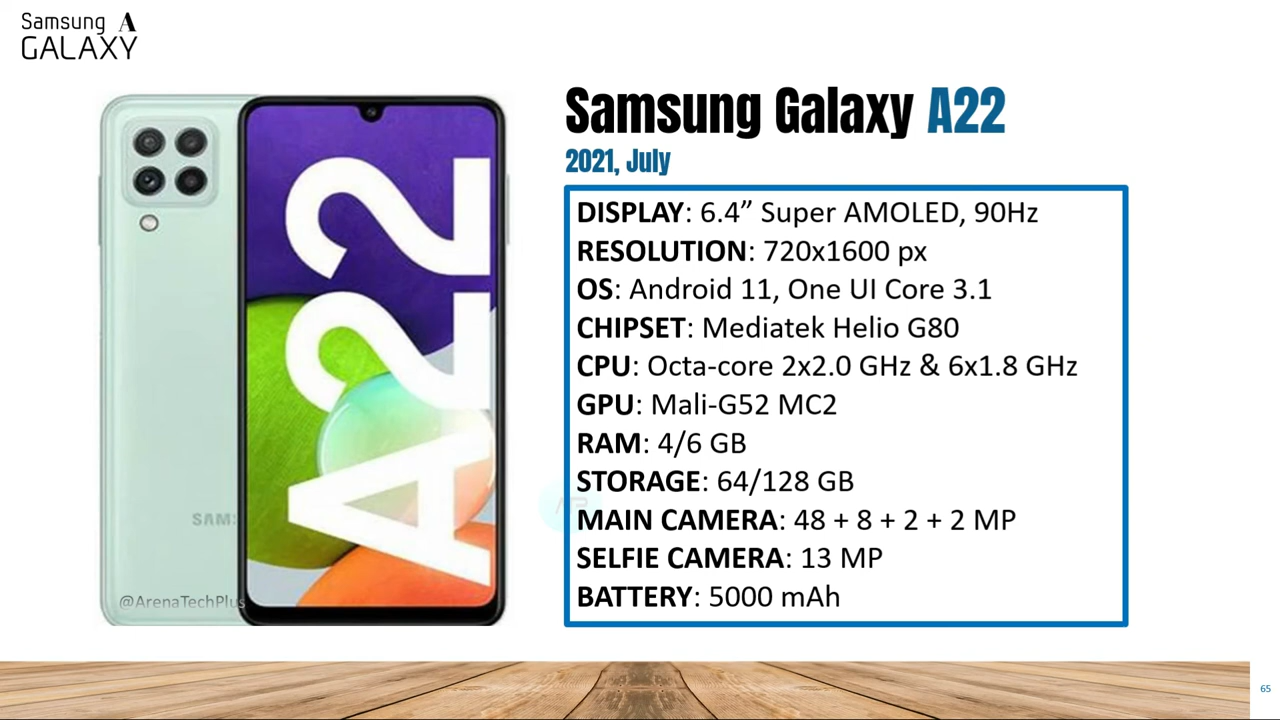 Samsung A
GALAXY
Samsung Galaxy A22
2021, July
DISPLAY: 6.4” Super AMOLED, 90Hz
RESOLUTION: 720x1600 px
OS: Android 11, One UI Core 3.1
CHIPSET: Mediatek Helio G80
CPU: Octa-core 2x2.0 GHz & 6x1.8 GHz
GPU: Mali-G52 MC2
RAM: 4/6 GB
STORAGE: 64/128 GB
MAIN CAMERA: 48 + 8 + 2 + 2 MP
SELFIE CAMERA: 13 MP
BATTERY: 5000 mAh
A22
SAMS
@ArenaTechPlus
65